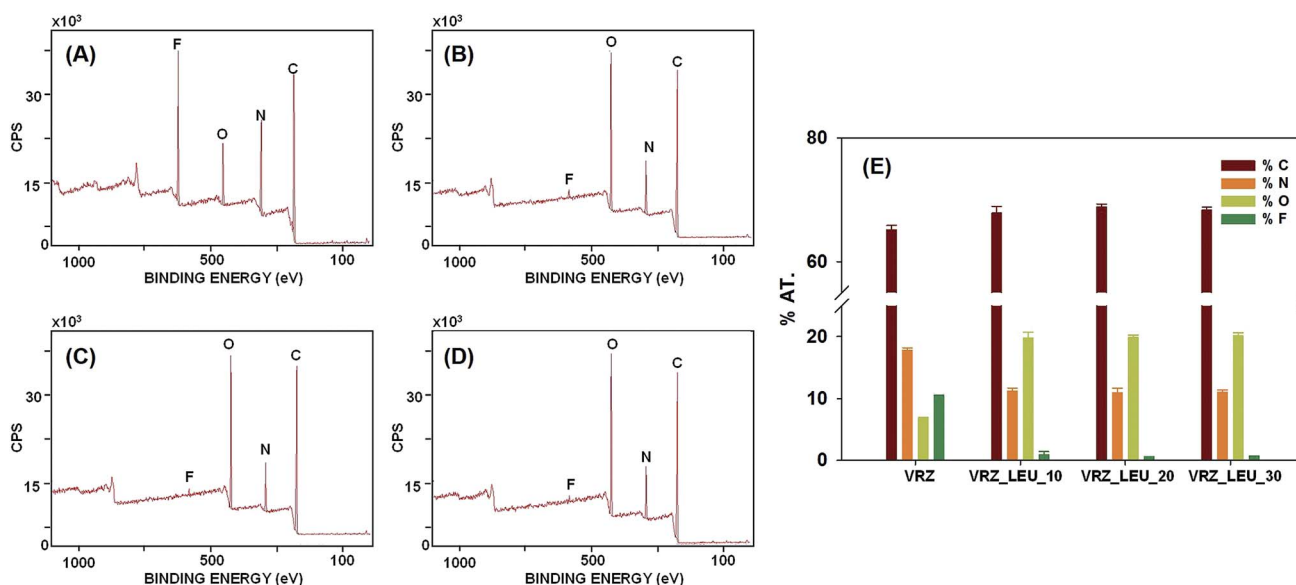 x10³
(A)
F
O
N
C
30
15
0
CPS
1000
500
100
BINDING ENERGY (eV)
x10³
(B)
F
O
N
C
30
15
0
CPS
1000
500
100
BINDING ENERGY (eV)
x10³
(C)
F
O
N
C
30
15
0
CPS
1000
500
100
BINDING ENERGY (eV)
x10³
(D)
F
O
N
C
30
15
0
CPS
1000
500
100
BINDING ENERGY (eV)
(E)
80
60
20
10
0
% AT.
% C
% N
% O
% F
VRZ
VRZ_LEU_10
VRZ_LEU_20
VRZ_LEU_30